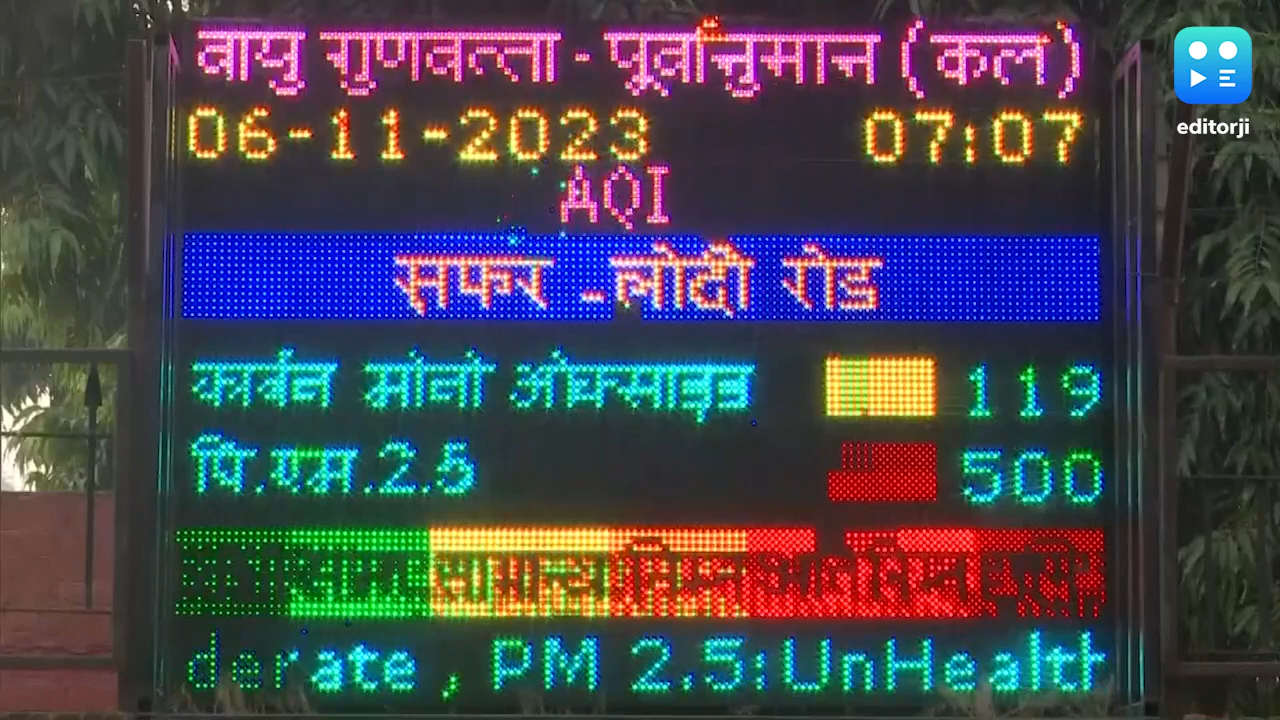 वायु गुणवत्ता - पूर्वानुमान (कल)
editorji
06-11-2023 07:07
AQI
सफर - लोदी रोड
कार्बन मोनो ऑक्साइड 119
पि.एम.2.5 500
सामान्य निम्न अति निम्न
derate , PM 2.5:UnHealth